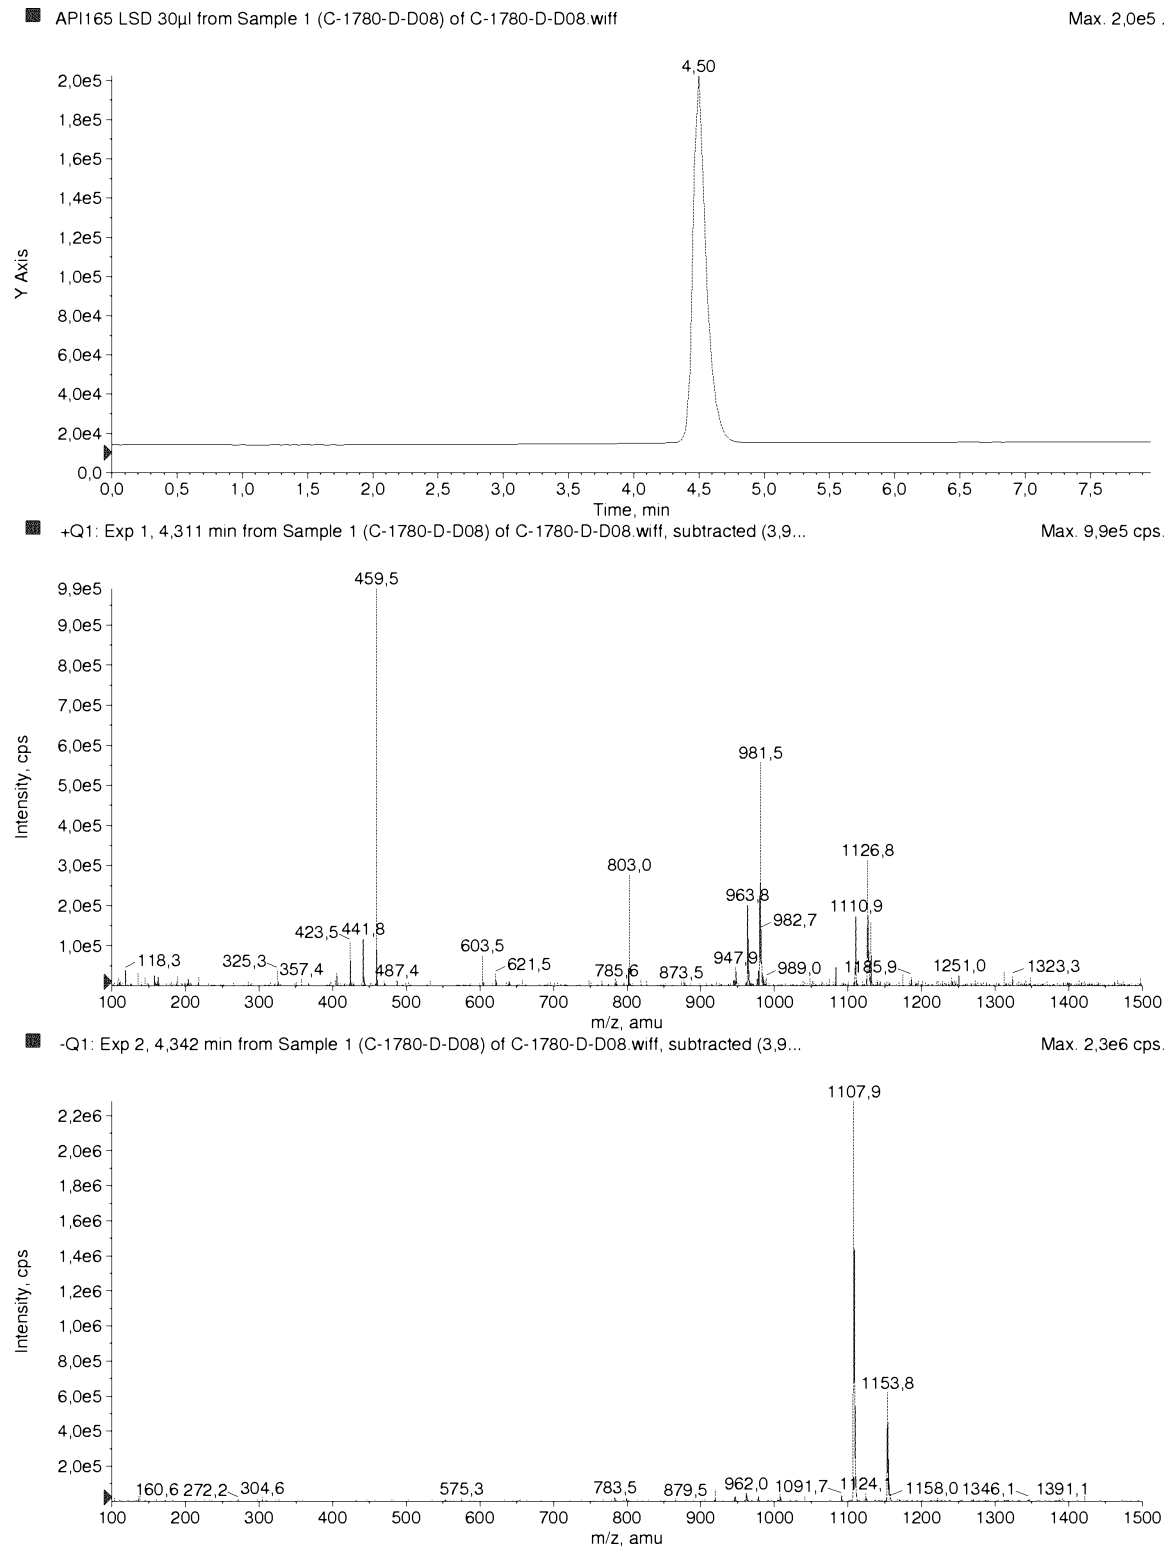 API165 LSD 30µl from Sample 1 (C-1780-D-D08) of C-1780-D-D08.wiff Max. 2,0e5 .
4,50
2,0e5
1,8e5
1,6e5
1,4e5
1,2e5
1,0e5
8,0e4
6,0e4
4,0e4
2,0e4
0,0
Y Axis
0,0 0,5 1,0 1,5 2,0 2,5 3,0 3,5 4,0 4,5 5,0 5,5 6,0 6,5 7,0 7,5
Time, min
+Q1: Exp 1, 4,311 min from Sample 1 (C-1780-D-D08) of C-1780-D-D08.wiff, subtracted (3,9... Max. 9,9e5 cps.
459,5
9,9e5
9,0e5
8,0e5
7,0e5
6,0e5
5,0e5
4,0e5
3,0e5
2,0e5
1,0e5
Intensity, cps
981,5
1126,8
803,0
963,8
1110,9
982,7
423,5 441,8
603,5
118,3
325,3
357,4
487,4
621,5
785,6
873,5
947,9
989,0
1185,9
1251,0
1323,3
100 200 300 400 500 600 700 800 900 1000 1100 1200 1300 1400 1500
m/z, amu
-Q1: Exp 2, 4,342 min from Sample 1 (C-1780-D-D08) of C-1780-D-D08.wiff, subtracted (3,9... Max. 2,3e6 cps.
1107,9
2,2e6
2,0e6
1,8e6
1,6e6
1,4e6
1,2e6
1,0e6
8,0e5
6,0e5
4,0e5
2,0e5
Intensity, cps
1153,8
160,6 272,2 304,6 575,3 783,5 879,5 962,0 1091,7 1124,1 1158,0 1346,1 1391,1
100 200 300 400 500 600 700 800 900 1000 1100 1200 1300 1400 1500
m/z, amu